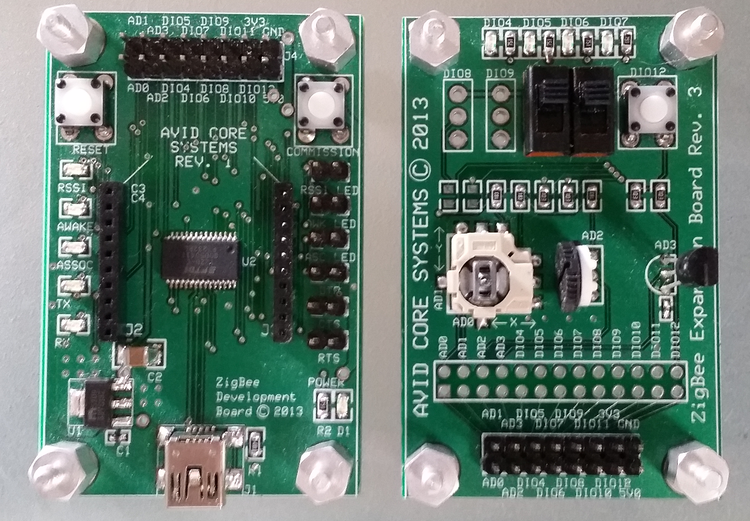 AD1 DIO5 DIO9 3V3
AD3 DIO7 DIO11 GND
J4
AD0 DIO4 DIO8 DIO12
AD2 DIO6 DIO10 5V0
RESET
COMMISSION
AVID CORE
SYSTEMS
REV. 1
RSSI
AWAKE
ASSOC
TX
RX
C3
C4
U2
J2
RSSI LED
RTS
C2
C1
U1
ZigBee
Development
Board © 2013
POWER
R2 D1
J1
DIO4 DIO5 DIO6 DIO7
DIO8 DIO9 DIO12
AVID CORE SYSTEMS © 2013
AD2
AD3
AD1
←Y→
AD0 ←X→
ZigBee Expan n Board Rev. 3
AD0 AD1 AD2 AD3 DIO4 DIO5 DIO6 DIO7 DIO8 DIO9 DIO10 DIO11 DIO12
AD1 DIO5 DIO9 3V3
AD3 DIO7 DIO11 GND
AD0 DIO4 DIO8 DIO12
AD2 DIO6 DIO10 5V0